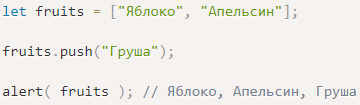 let fruits = ["Яблоко", "Апельсин"];
fruits.push("Груша");
alert( fruits ); // Яблоко, Апельсин, Груша